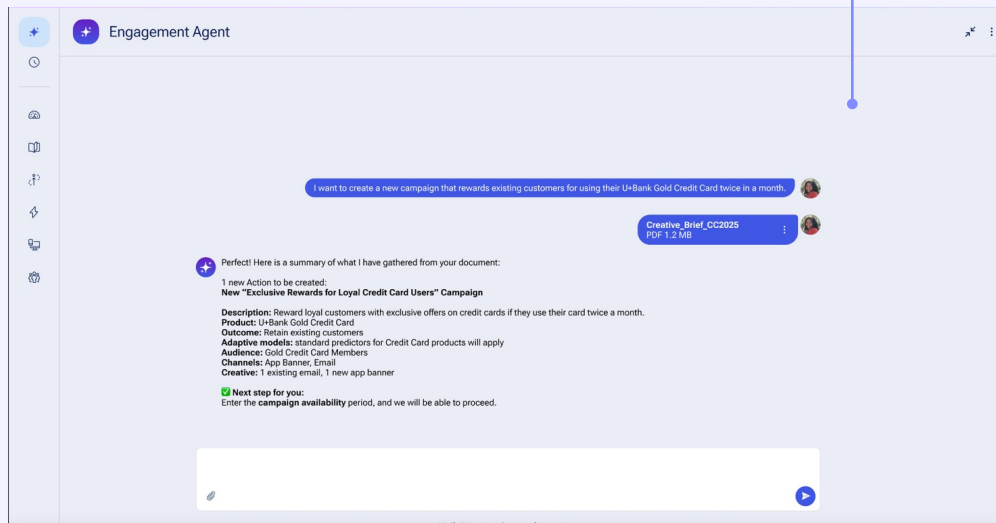 Engagement Agent
I want to create a new campaign that rewards existing customers for using their U+Bank Gold Credit Card twice in a month.
Creative_Brief_CC2025
PDF 1.2 MB
Perfect! Here is a summary of what I have gathered from your document:
1 new Action to be created:
New "Exclusive Rewards for Loyal Credit Card Users" Campaign
Description: Reward loyal customers with exclusive offers on credit cards if they use their card twice a month.
Product: U+Bank Gold Credit Card
Outcome: Retain existing customers
Adaptive models: standard predictors for Credit Card products will apply
Audience: Gold Credit Card Members
Channels: App Banner, Email
Creative: 1 existing email, 1 new app banner
✅ Next step for you:
Enter the campaign availability period, and we will be able to proceed.